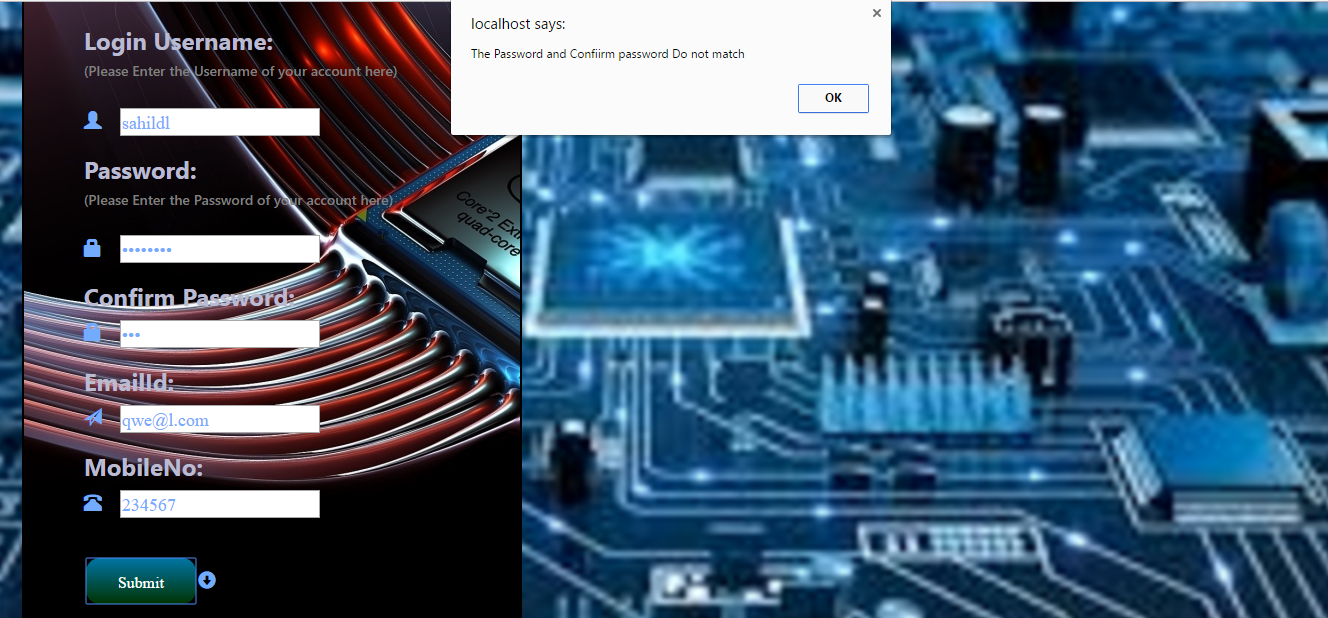 Login Username:
(Please Enter the Username of your account here)
sahildl
Password:
(Please Enter the Password of your account here)
••••••••
Confirm Password:
•••
EmailId:
qwe@l.com
MobileNo:
234567
Submit
localhost says:
The Password and Confiirm password Do not match
OK
Core™2 Ext
quad-core